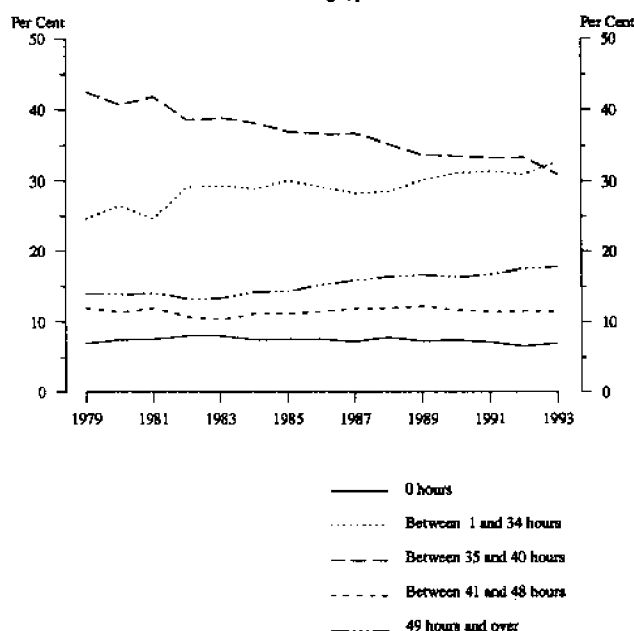 Per Cent Per Cent
50 50
40 40
30 30
20 20
10 10
0 0
1979 1981 1983 1985 1987 1989 1991 1993
0 hours
Between 1 and 34 hours
Between 35 and 40 hours
Between 41 and 48 hours
49 hours and over